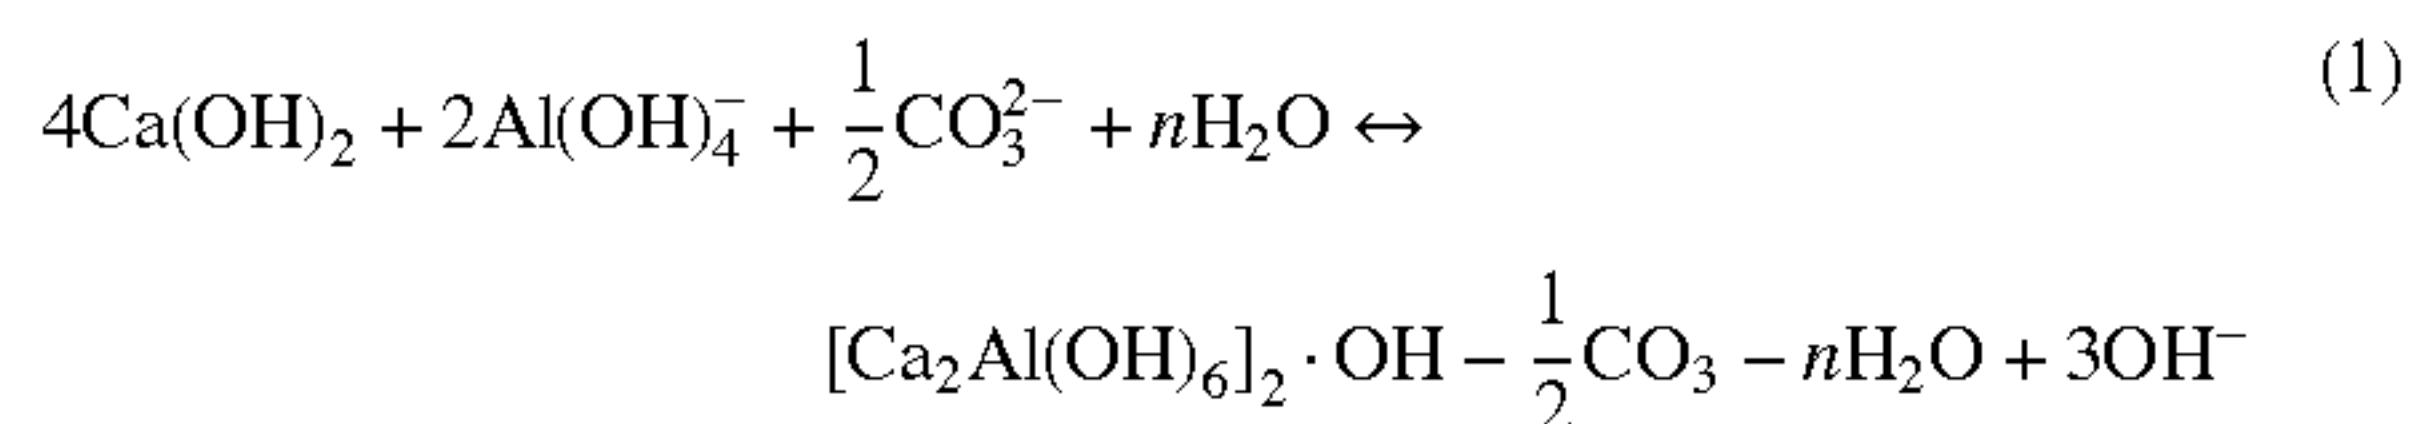 4Ca(OH)₂ + 2Al(OH)₄⁻ + ½CO₃²⁻ + nH₂O ↔ (1)
[Ca₂Al(OH)₆]₂ · OH − ½CO₃ − nH₂O + 3OH⁻